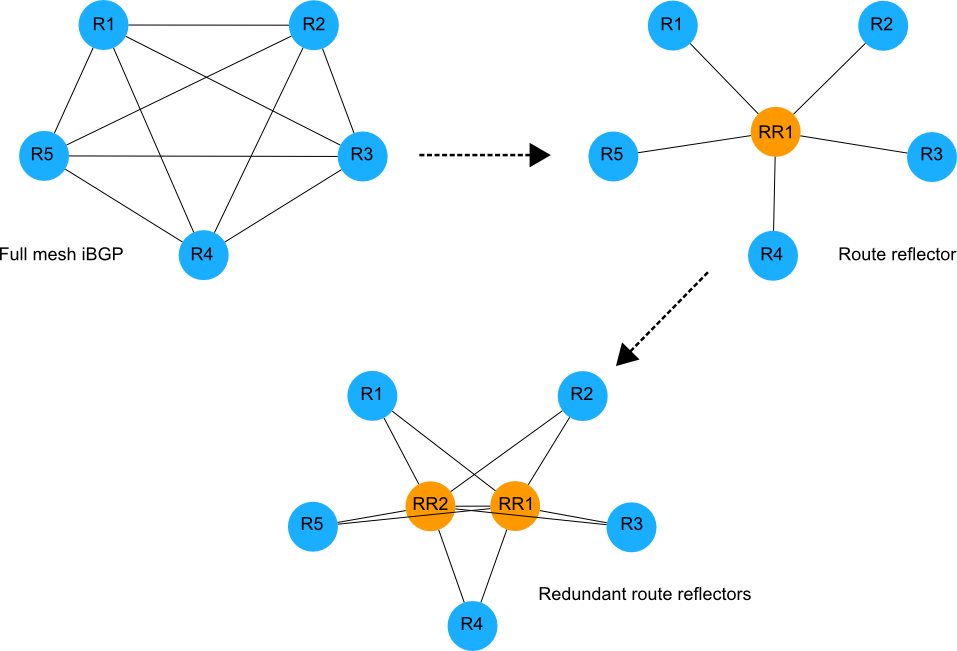 R1
R2
R5
R3
R4
Full mesh iBGP
R1
R2
RR1
R5
R3
R4
Route reflector
R1
R2
RR2
RR1
R5
R3
R4
Redundant route reflectors